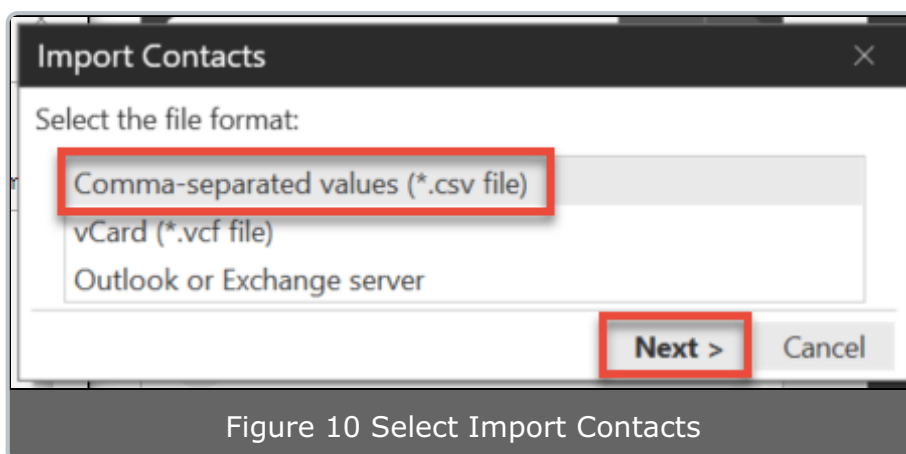 Import Contacts
Select the file format:
Comma-separated values (*.csv file)
vCard (*.vcf file)
Outlook or Exchange server
Next > Cancel
Figure 10 Select Import Contacts